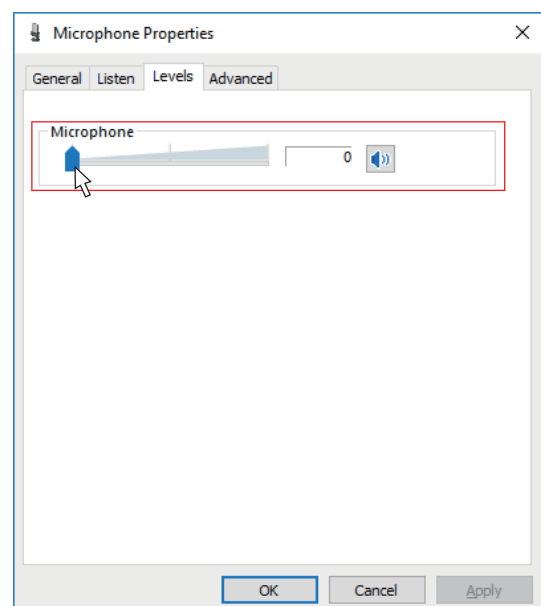 Microphone Properties
General Listen Levels Advanced
Microphone
0
OK Cancel Apply